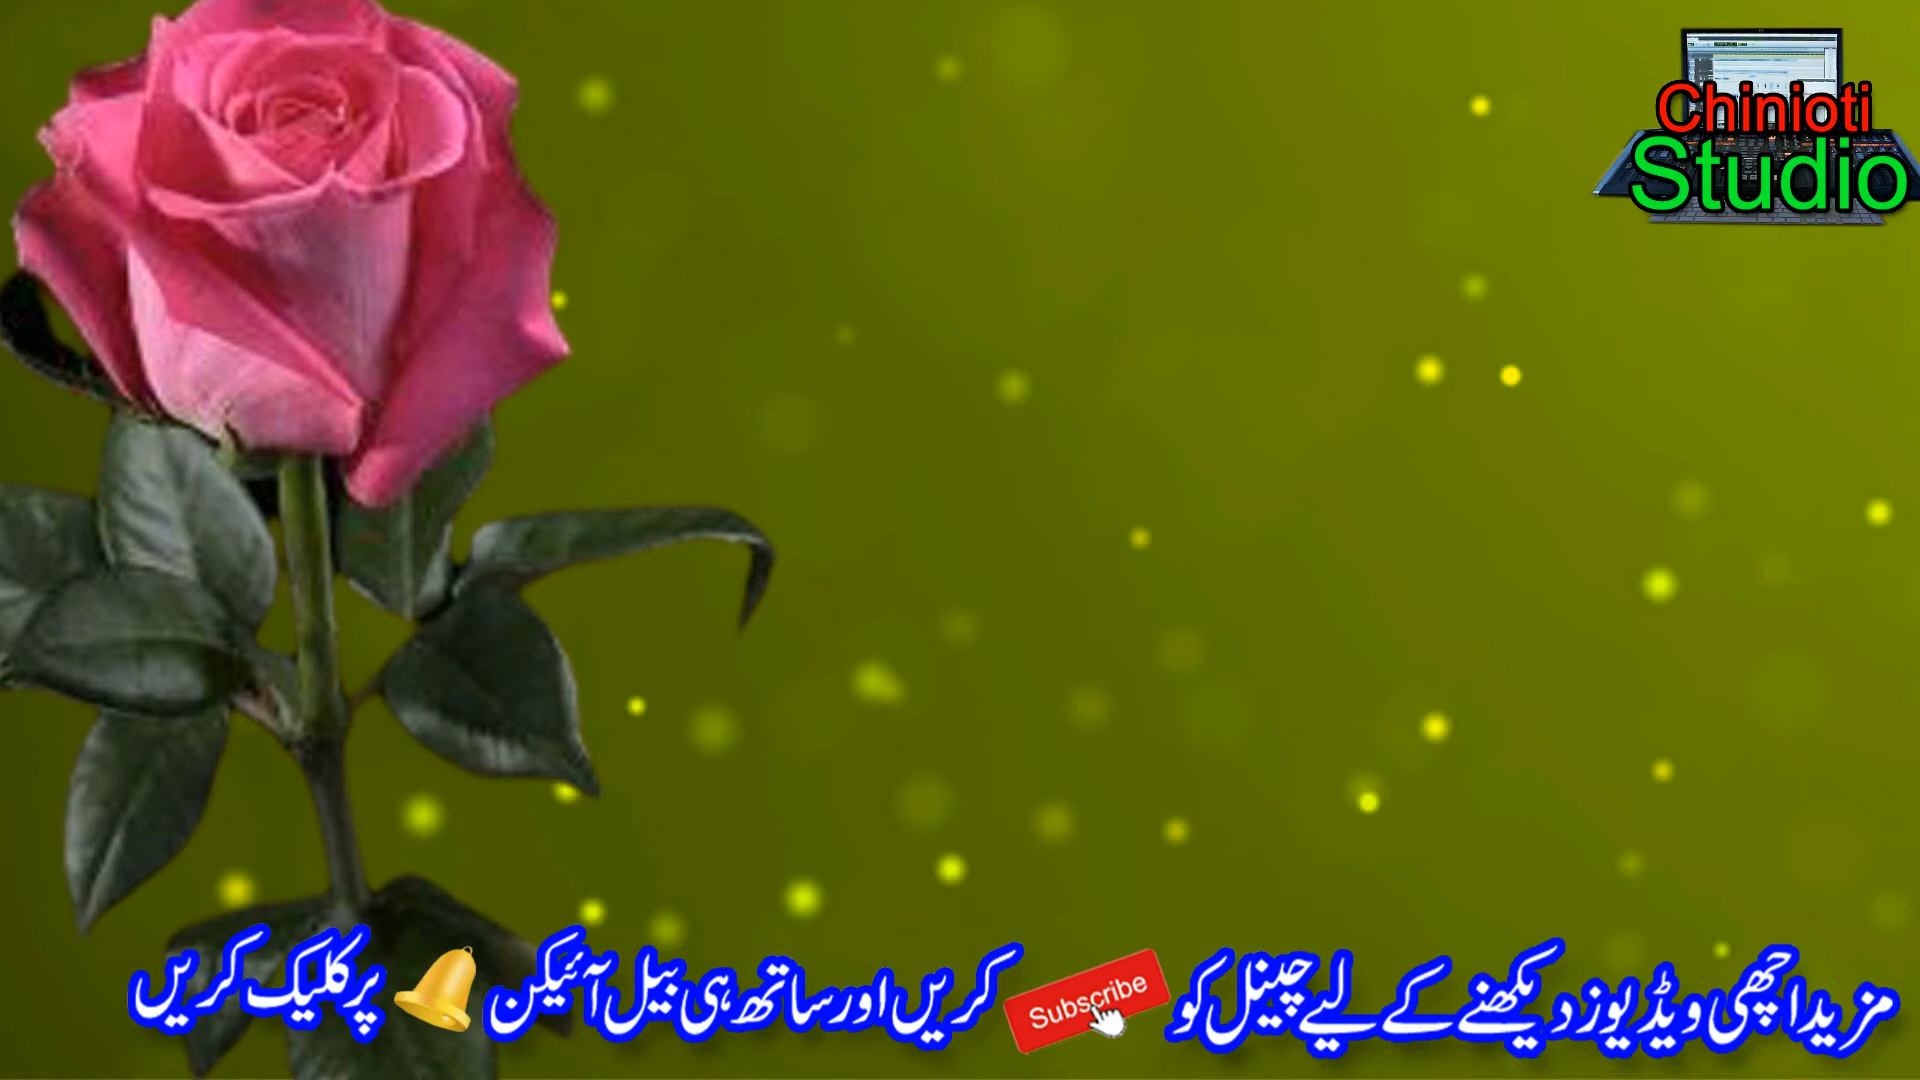 Chinioti
Studio
مزید اچھی ویڈیوز دیکھنے کے لیے چینل کو Subscribe کریں اور ساتھ ہی بیل آئیکن پر کلیک کریں